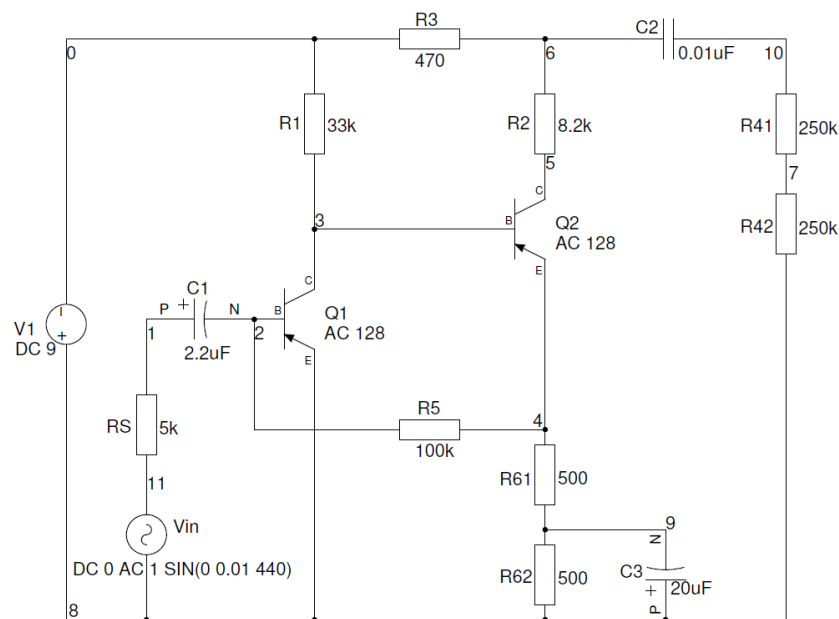 R3
C2
0
470
6
0.01uF
10
R1
33k
R2
8.2k
R41
250k
5
7
C
3
B
Q2
AC 128
R42
250k
E
C1
P
+
N
C
B
Q1
AC 128
1
2
2.2uF
E
V1
DC 9
-
+
R5
4
100k
RS
5k
R61
500
11
Vin
9
N
DC 0 AC 1 SIN(0 0.01 440)
R62
500
C3
+
20uF
P
8